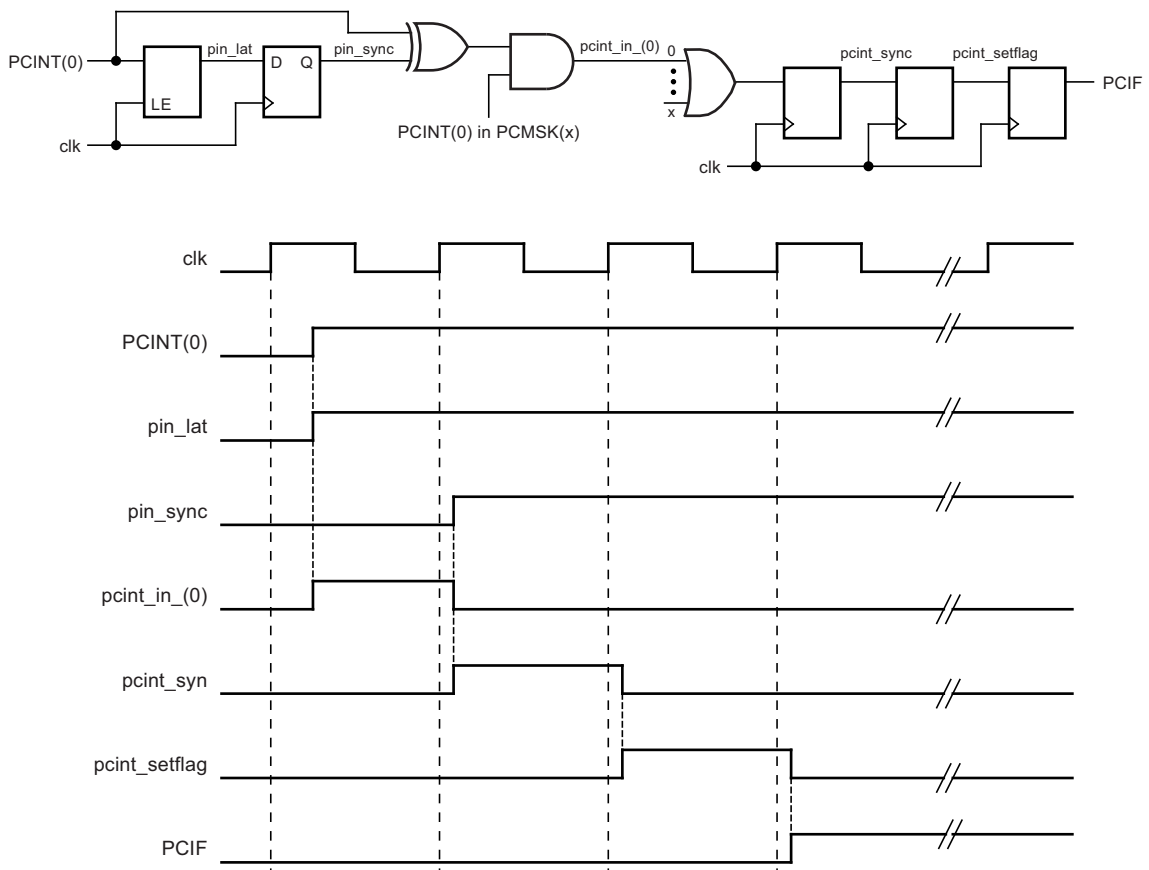 PCINT(0)
pin_lat
D Q
pin_sync
LE
clk
PCINT(0) in PCMSK(x)
pcint_in_(0)
0
x
pcint_sync
pcint_setflag
PCIF
clk
clk
PCINT(0)
pin_lat
pin_sync
pcint_in_(0)
pcint_syn
pcint_setflag
PCIF